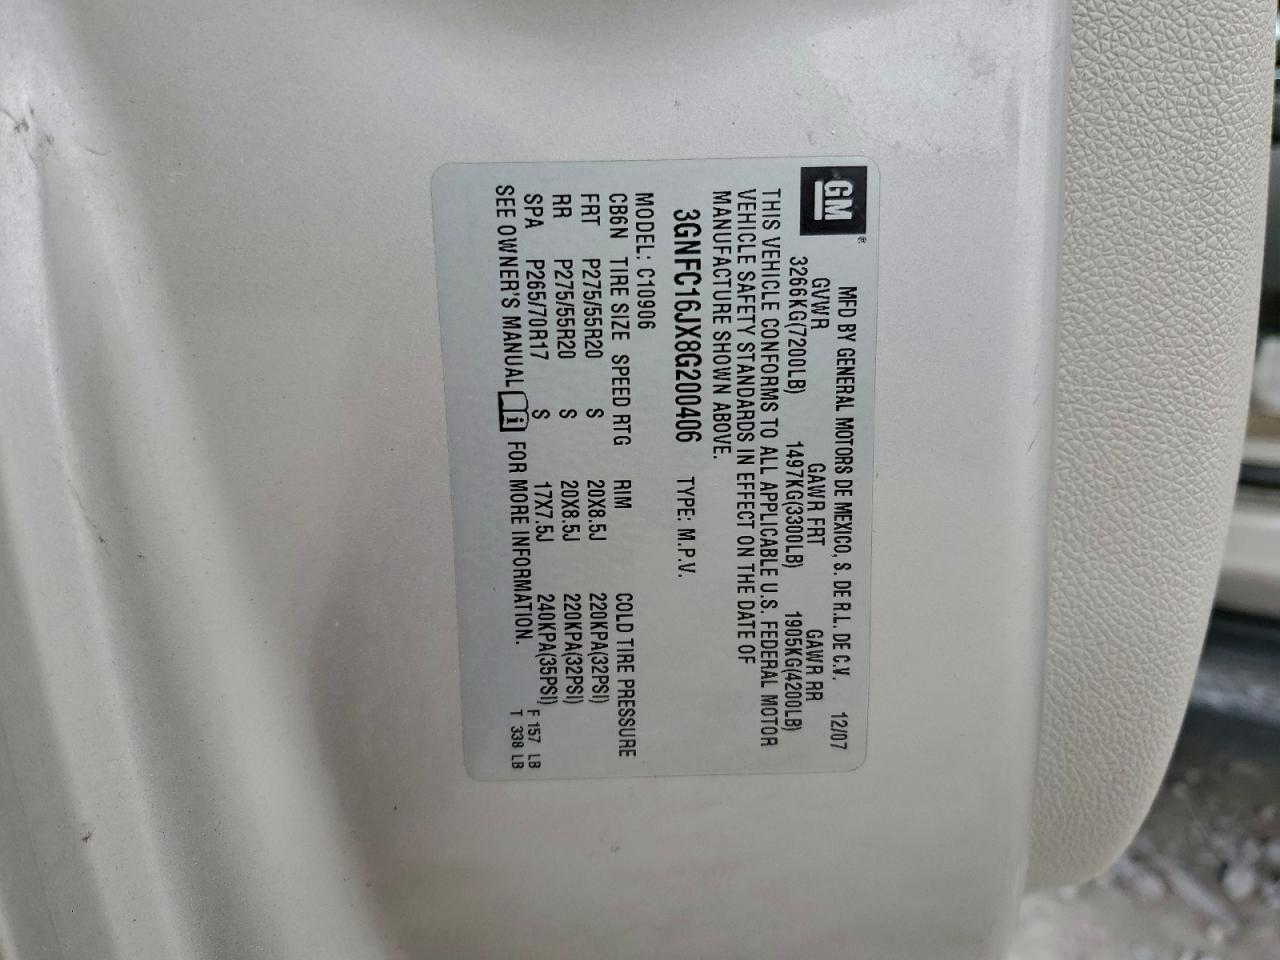 GM®
MFD BY GENERAL MOTORS DE MEXICO, S. DE R.L. DE C.V. 12/07
GVWR GAWR FRT GAWR RR
3266KG(7200LB) 1497KG(3300LB) 1905KG(4200LB)
THIS VEHICLE CONFORMS TO ALL APPLICABLE U.S. FEDERAL MOTOR
VEHICLE SAFETY STANDARDS IN EFFECT ON THE DATE OF
MANUFACTURE SHOWN ABOVE.
3GNFC16JX8G200406 TYPE: M.P.V.
MODEL: C10906
CB6N TIRE SIZE SPEED RTG RIM COLD TIRE PRESSURE
FRT P275/55R20 S 20X8.5J 220KPA(32PSI)
RR P275/55R20 S 20X8.5J 220KPA(32PSI)
SPA P265/70R17 S 17X7.5J 240KPA(35PSI)
SEE OWNER'S MANUAL i FOR MORE INFORMATION.
F 157 LB
T 338 LB